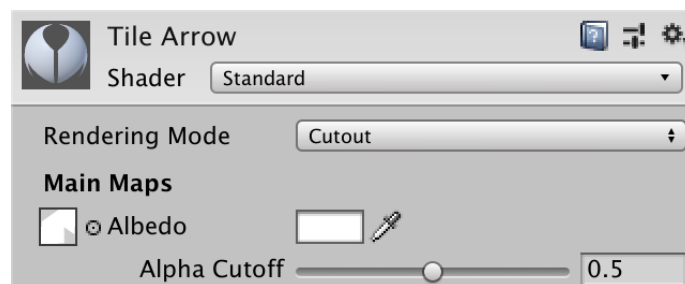 Tile Arrow
Shader Standard
Rendering Mode Cutout
Main Maps
Albedo
Alpha Cutoff 0.5